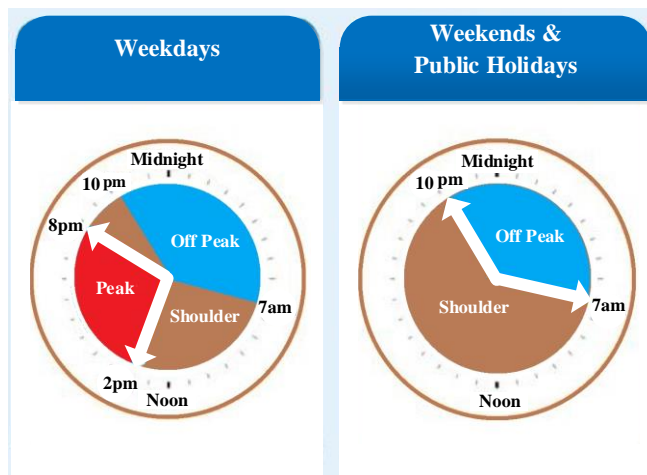 Weekdays
Midnight
10 pm
8pm
Off Peak
Peak
Shoulder
7am
2pm
Noon
Weekends &
Public Holidays
Midnight
10 pm
Off Peak
Shoulder
7am
Noon